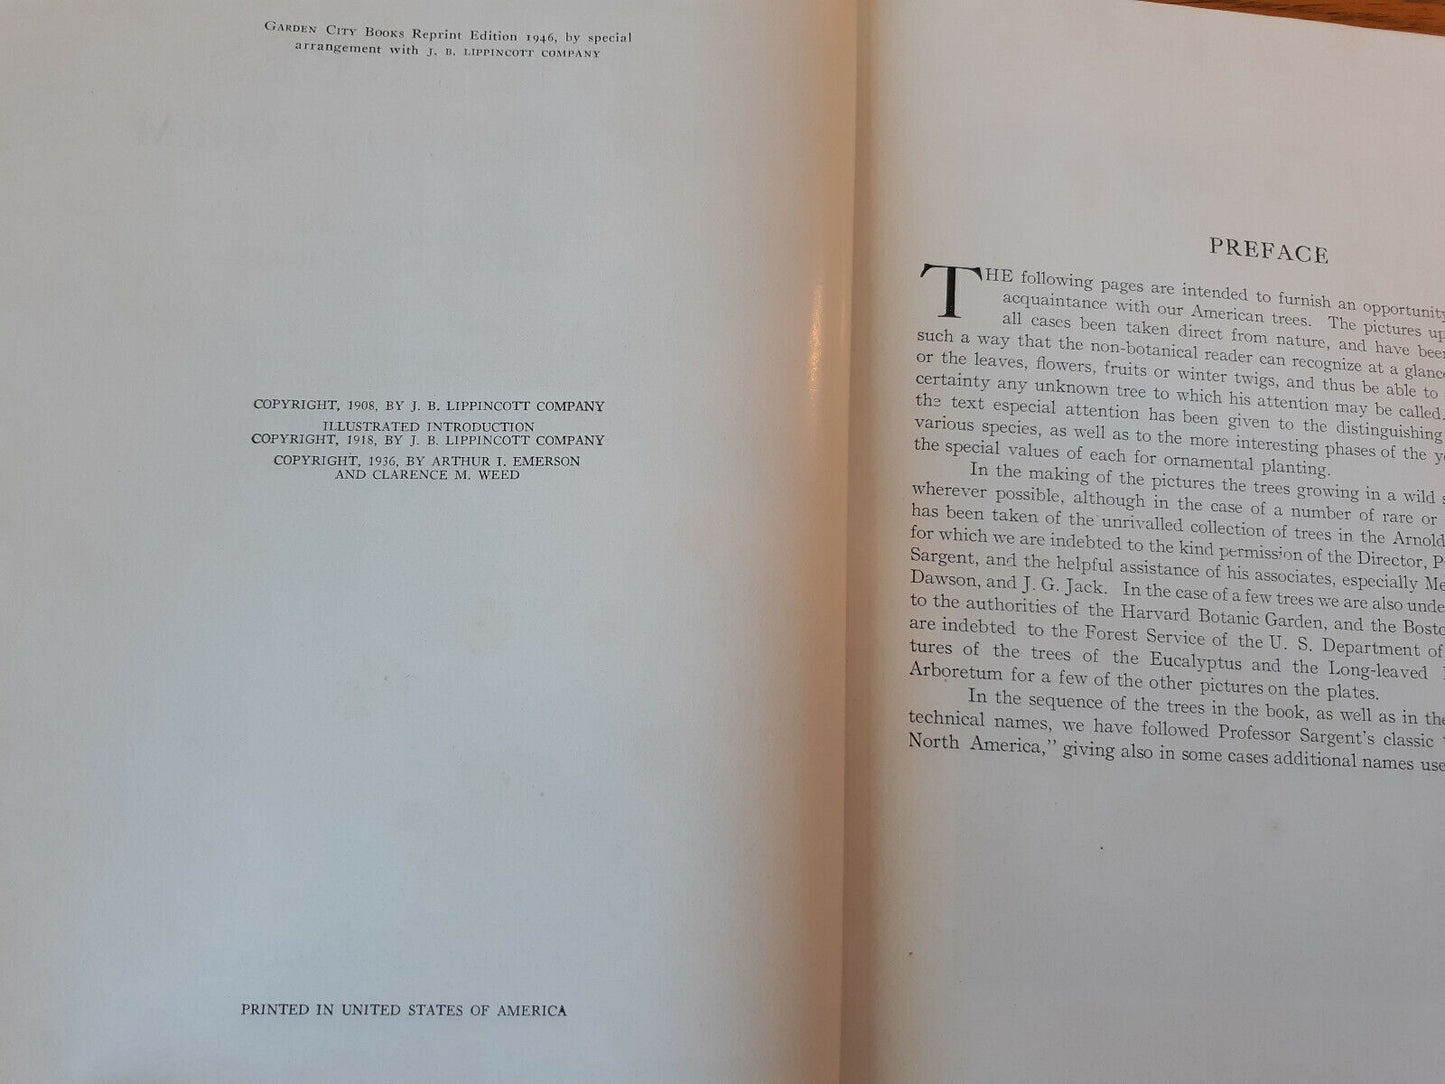 GARDEN CITY BOOKS Reprint Edition 1946, by special
arrangement with J. B. LIPPINCOTT COMPANY
COPYRIGHT, 1908, BY J. B. LIPPINCOTT COMPANY
ILLUSTRATED INTRODUCTION
COPYRIGHT, 1918, BY J. B. LIPPINCOTT COMPANY
COPYRIGHT, 1936, BY ARTHUR I. EMERSON
AND CLARENCE M. WEED
PRINTED IN UNITED STATES OF AMERICA
PREFACE
THE following pages are intended to furnish an opportunity
acquaintance with our American trees. The pictures up
all cases been taken direct from nature, and have been
such a way that the non-botanical reader can recognize at a glance
or the leaves, flowers, fruits or winter twigs, and thus be able to
certainty any unknown tree to which his attention may be called.
the text especial attention has been given to the distinguishing
various species, as well as to the more interesting phases of the y
the special values of each for ornamental planting.
In the making of the pictures the trees growing in a wild s
wherever possible, although in the case of a number of rare or
has been taken of the unrivalled collection of trees in the Arnold
for which we are indebted to the kind permission of the Director, P
Sargent, and the helpful assistance of his associates, especially Me
Dawson, and J. G. Jack. In the case of a few trees we are also unde
to the authorities of the Harvard Botanic Garden, and the Bosto
are indebted to the Forest Service of the U. S. Department of
tures of the trees of the Eucalyptus and the Long-leaved
Arboretum for a few of the other pictures on the plates.
In the sequence of the trees in the book, as well as in the
technical names, we have followed Professor Sargent's classic "
North America," giving also in some cases additional names use